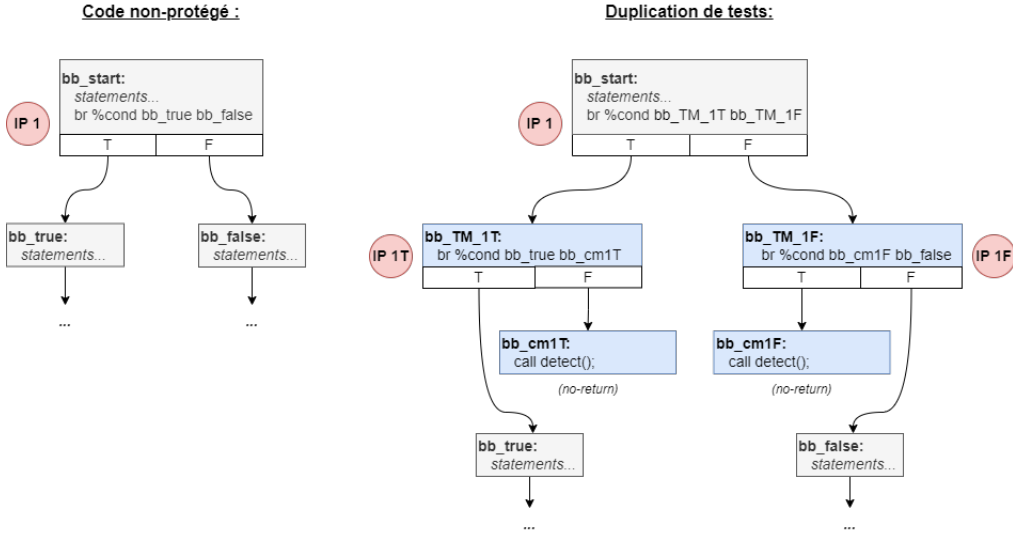 Code non-protégé :
bb_start:
statements...
br %cond bb_true bb_false
IP 1
T
F
bb_true:
statements...
...
bb_false:
statements...
...
Duplication de tests:
bb_start:
statements...
br %cond bb_TM_1T bb_TM_1F
IP 1
T
F
bb_TM_1T:
br %cond bb_true bb_cm1T
IP 1T
T
F
bb_TM_1F:
br %cond bb_cm1F bb_false
IP 1F
T
F
bb_cm1T:
call detect();
(no-return)
bb_cm1F:
call detect();
(no-return)
bb_true:
statements...
...
bb_false:
statements...
...